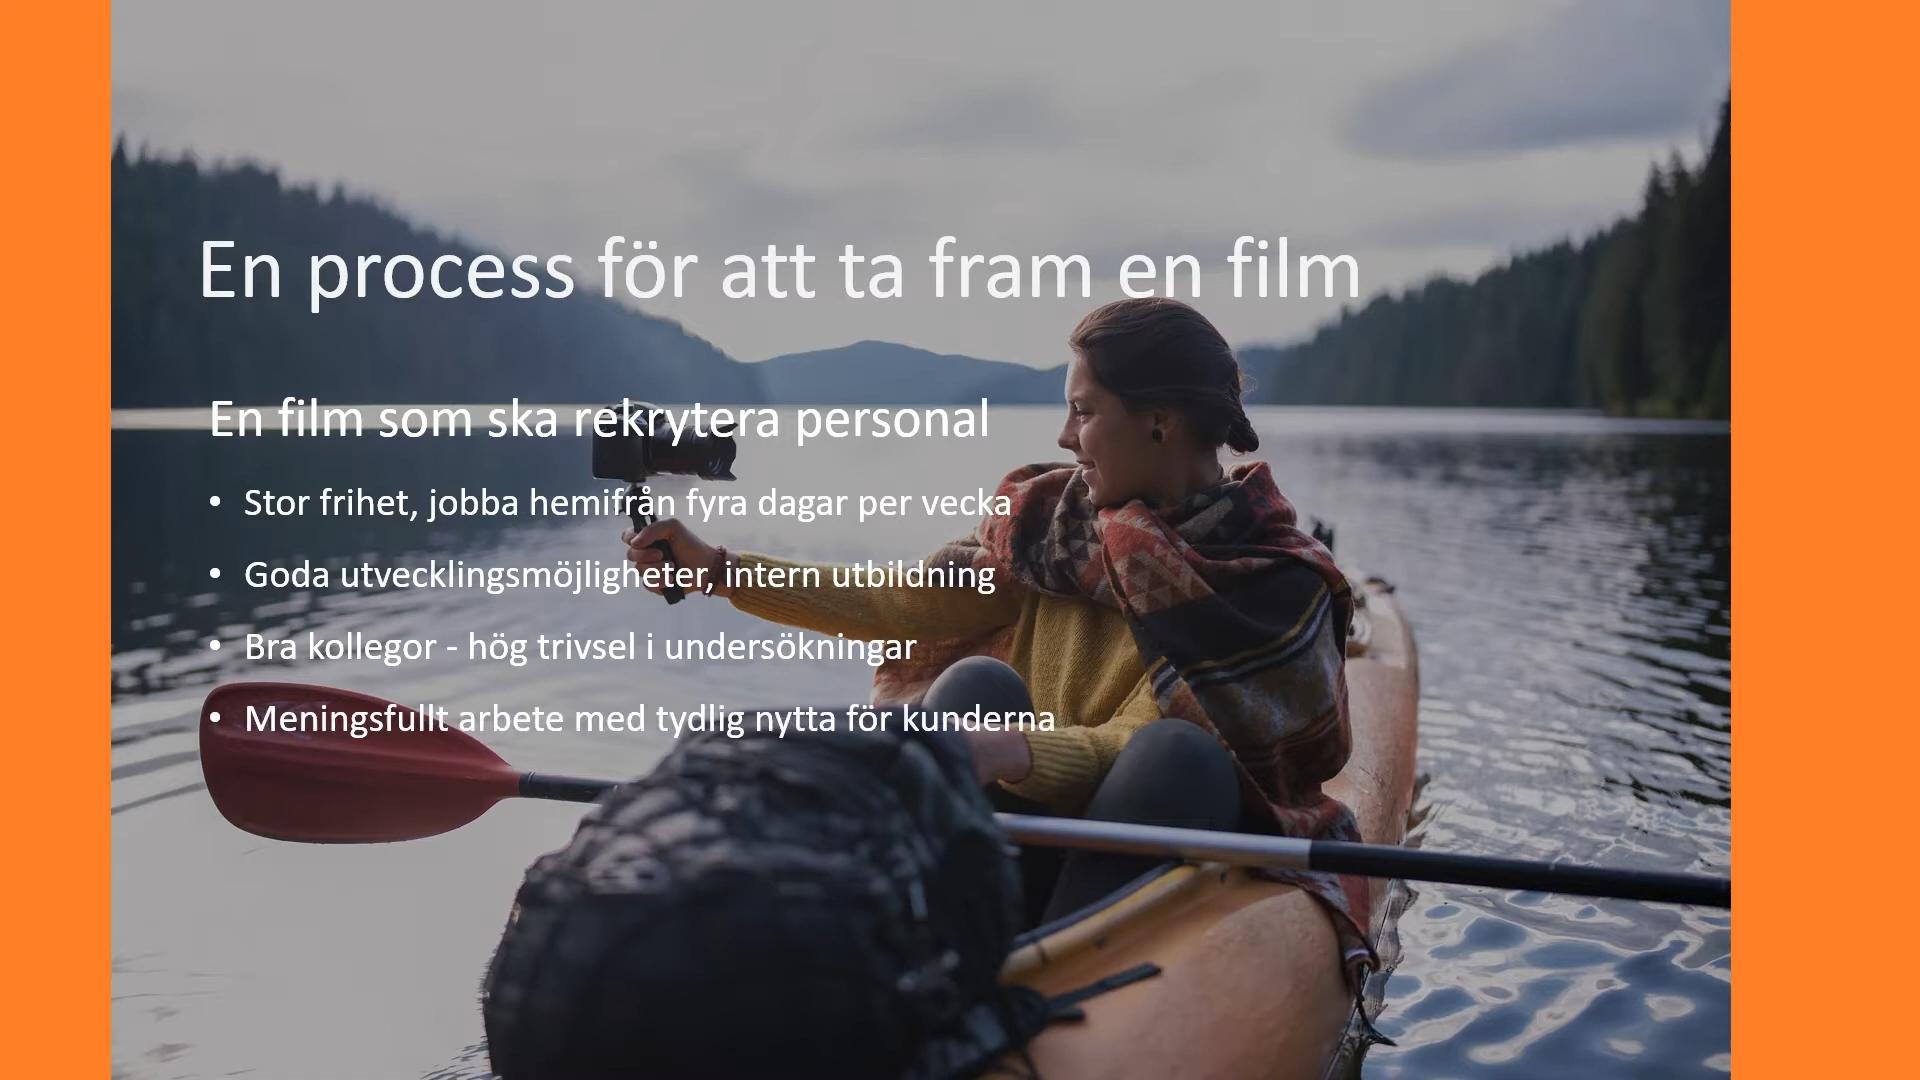 En process för att ta fram en film
En film som ska rekrytera personal
• Stor frihet, jobba hemifrån fyra dagar per vecka
• Goda utvecklingsmöjligheter, intern utbildning
• Bra kollegor - hög trivsel i undersökningar
• Meningsfullt arbete med tydlig nytta för kunderna